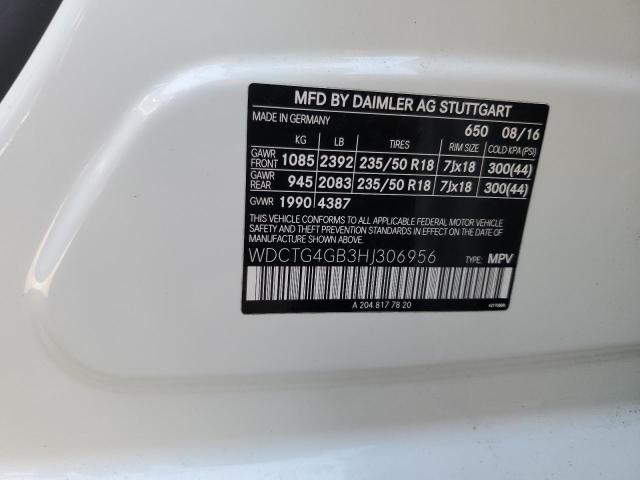 MFD BY DAIMLER AG STUTTGART
MADE IN GERMANY 650 08/16
KG LB TIRES RIM SIZE COLD KPA (PSI)
GAWR FRONT 1085 2392 235/50 R18 7Jx18 300(44)
GAWR REAR 945 2083 235/50 R18 7Jx18 300(44)
GVWR 1990 4387
THIS VEHICLE CONFORMS TO ALL APPLICABLE FEDERAL MOTOR VEHICLE
SAFETY AND THEFT PREVENTION STANDARDS IN EFFECT ON THE
DATE OF MANUFACTURE SHOWN ABOVE.
WDCTG4GB3HJ306956 TYPE: MPV
A 204 817 78 20